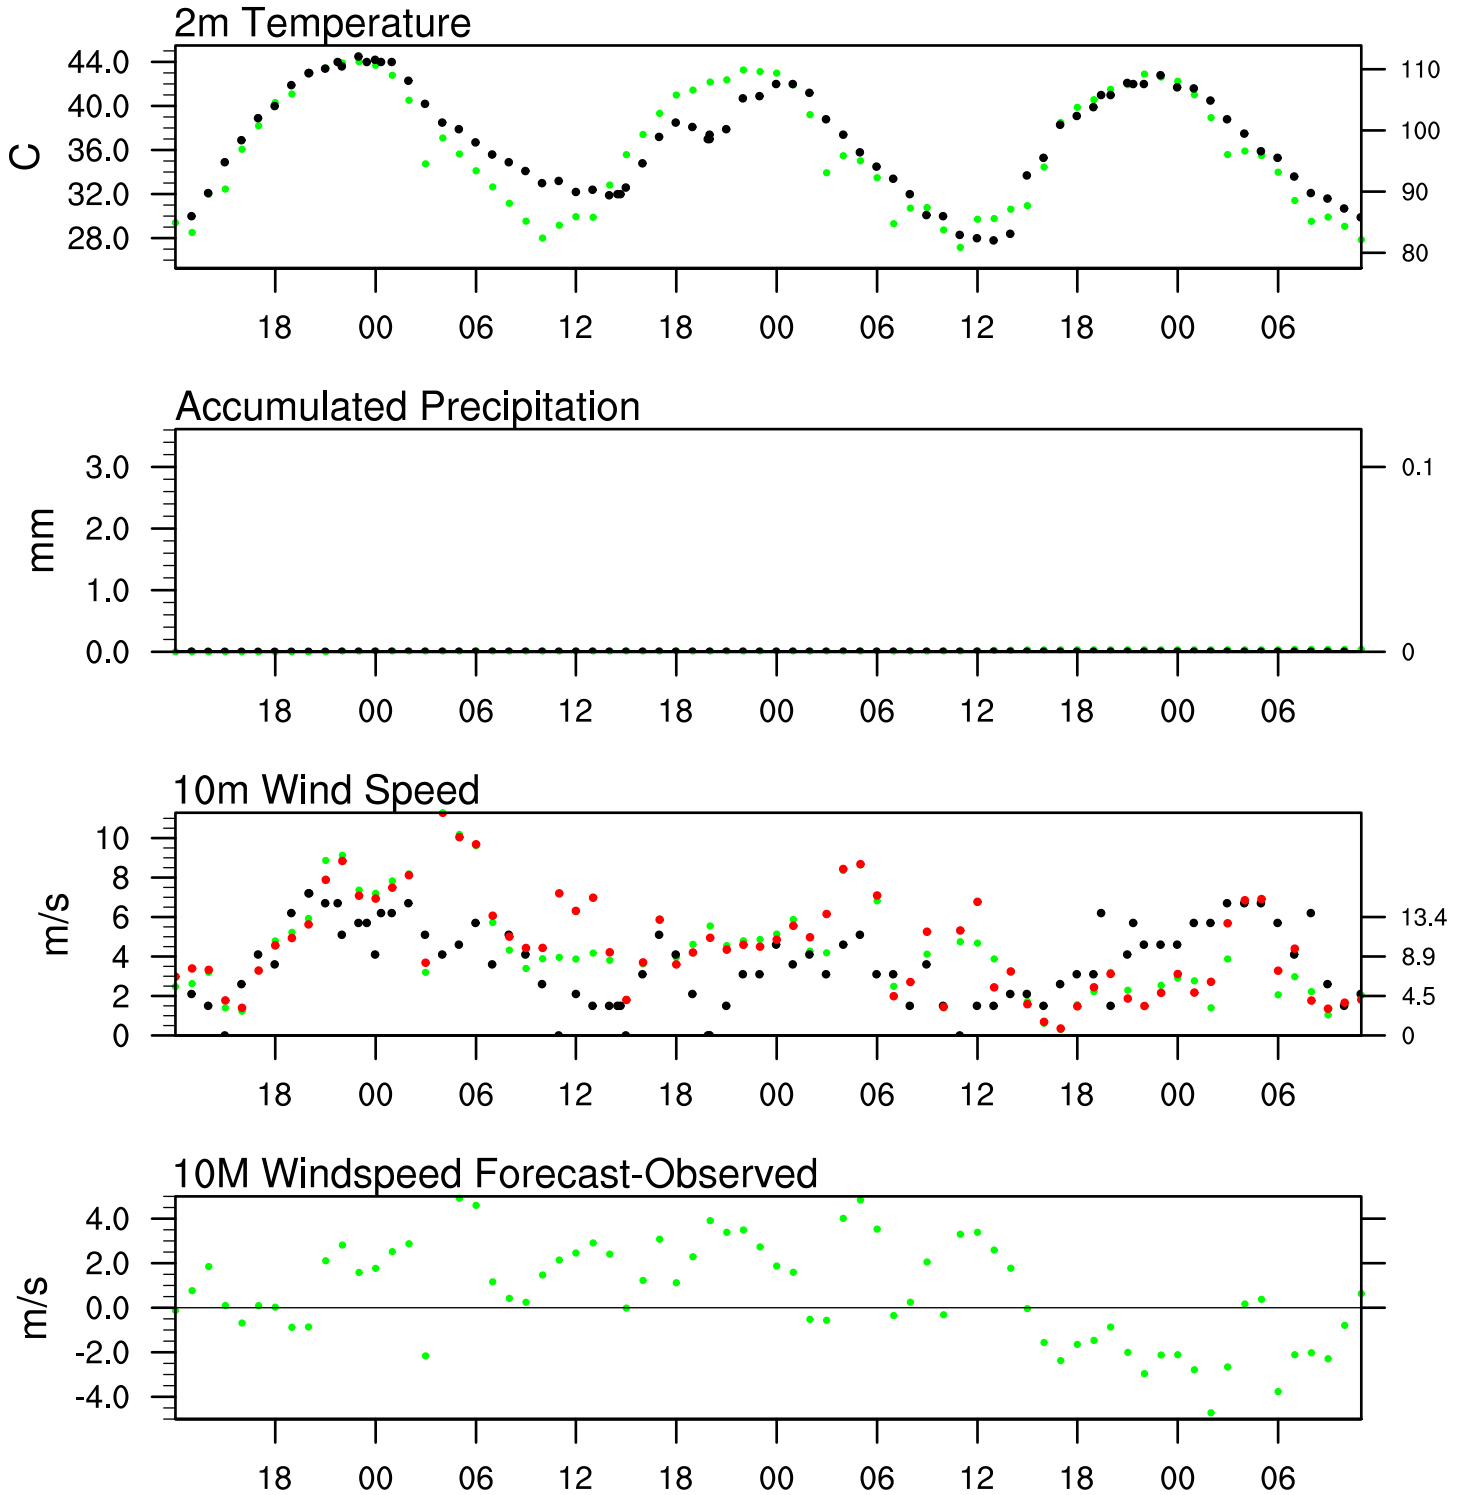 2m Temperature
44.0
40.0
36.0
32.0
28.0
C
110
100
90
80
18 00 06 12 18 00 06 12 18 00 06
Accumulated Precipitation
3.0
2.0
1.0
0.0
mm
0.1
0
18 00 06 12 18 00 06 12 18 00 06
10m Wind Speed
10
8
6
4
2
0
m/s
13.4
8.9
4.5
0
18 00 06 12 18 00 06 12 18 00 06
10M Windspeed Forecast-Observed
4.0
2.0
0.0
-2.0
-4.0
m/s
18 00 06 12 18 00 06 12 18 00 06